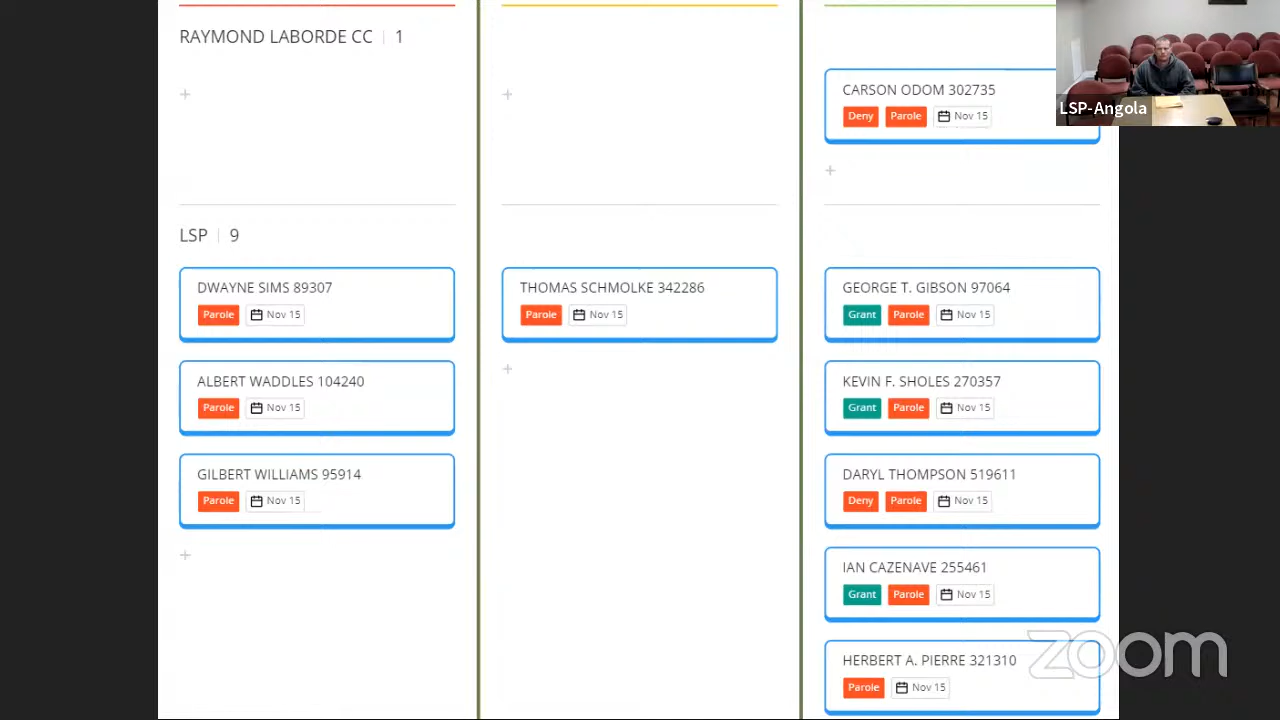 RAYMOND LABORDE CC | 1
CARSON ODOM 302735
Deny Parole Nov 15
LSP-Angola
LSP | 9
DWAYNE SIMS 89307
Parole Nov 15
ALBERT WADDLES 104240
Parole Nov 15
GILBERT WILLIAMS 95914
Parole Nov 15
THOMAS SCHMOLKE 342286
Parole Nov 15
GEORGE T. GIBSON 97064
Grant Parole Nov 15
KEVIN F. SHOLES 270357
Grant Parole Nov 15
DARYL THOMPSON 519611
Deny Parole Nov 15
IAN CAZENAVE 255461
Grant Parole Nov 15
HERBERT A. PIERRE 321310
Parole Nov 15
zoom